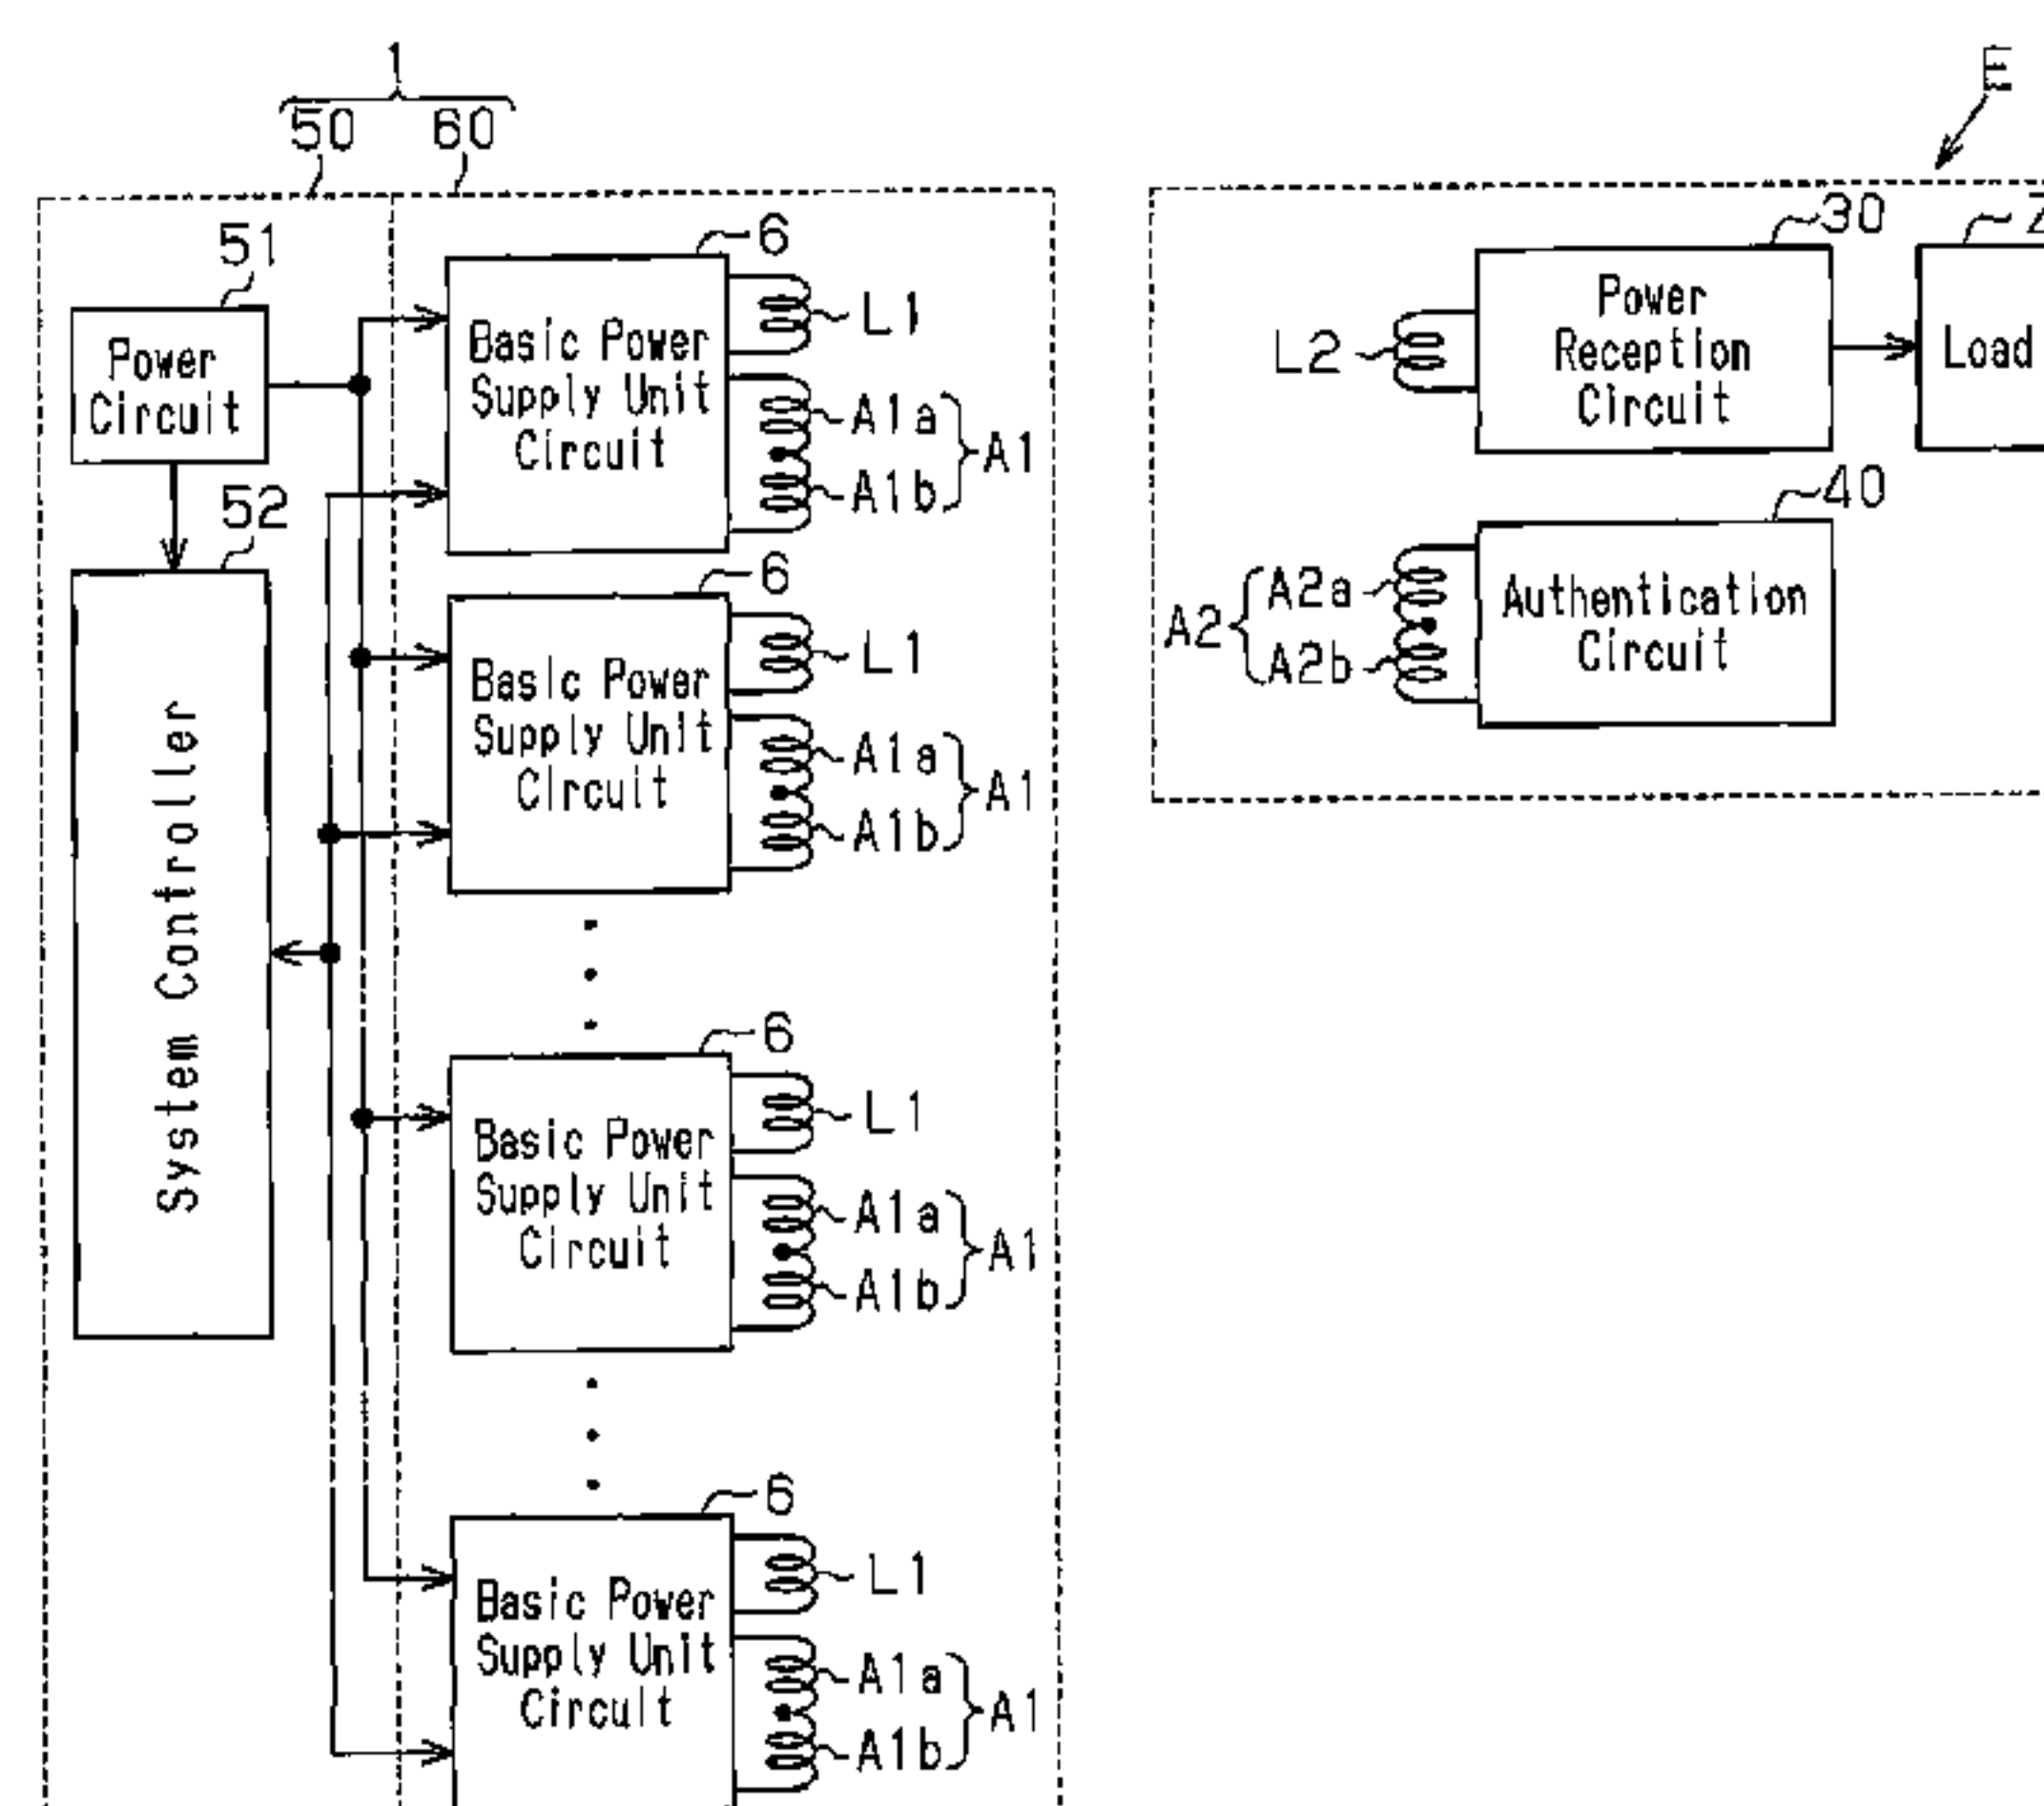 1
50 60
51
Power
Circuit
52
System Controller
6
Basic Power
Supply Unit
Circuit
L1
A1a
A1b
A1
6
Basic Power
Supply Unit
Circuit
L1
A1a
A1b
A1
6
Basic Power
Supply Unit
Circuit
L1
A1a
A1b
A1
6
Basic Power
Supply Unit
Circuit
L1
A1a
A1b
A1
E
30
L2
Power
Reception
Circuit
Load
40
A2
A2a
A2b
Authentication
Circuit